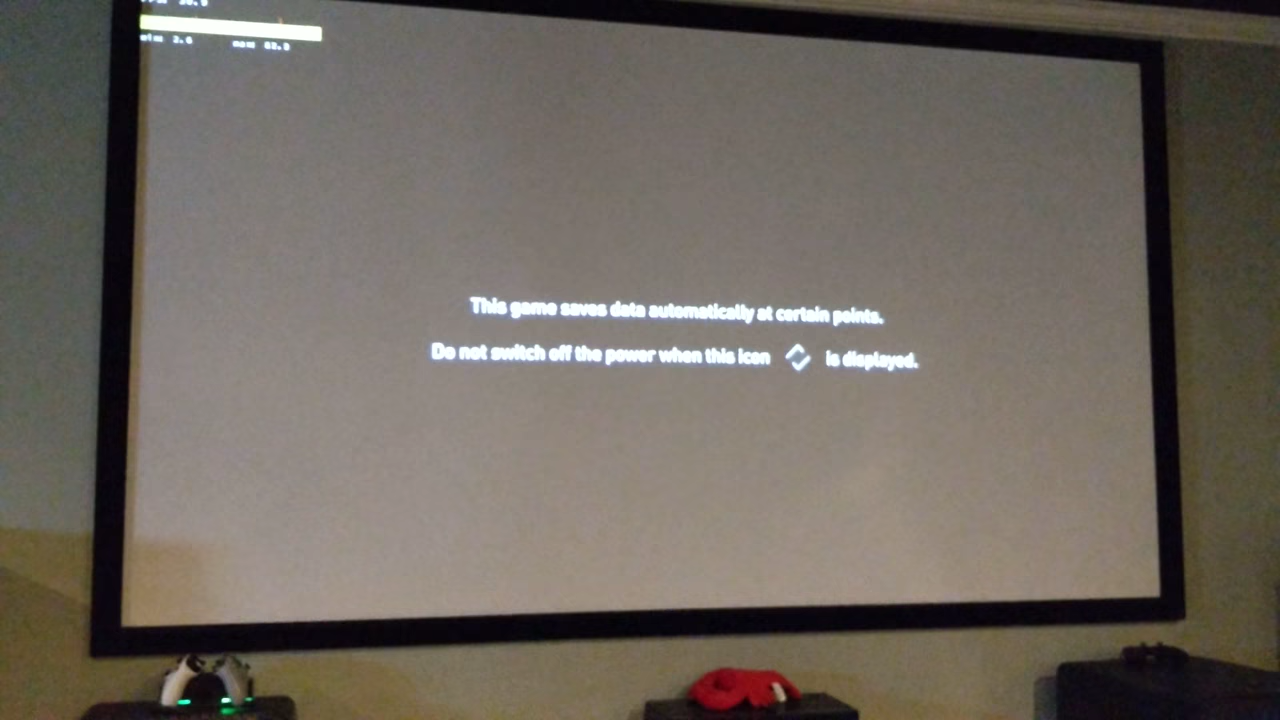 This game saves data automatically at certain points.
Do not switch off the power when this icon is displayed.